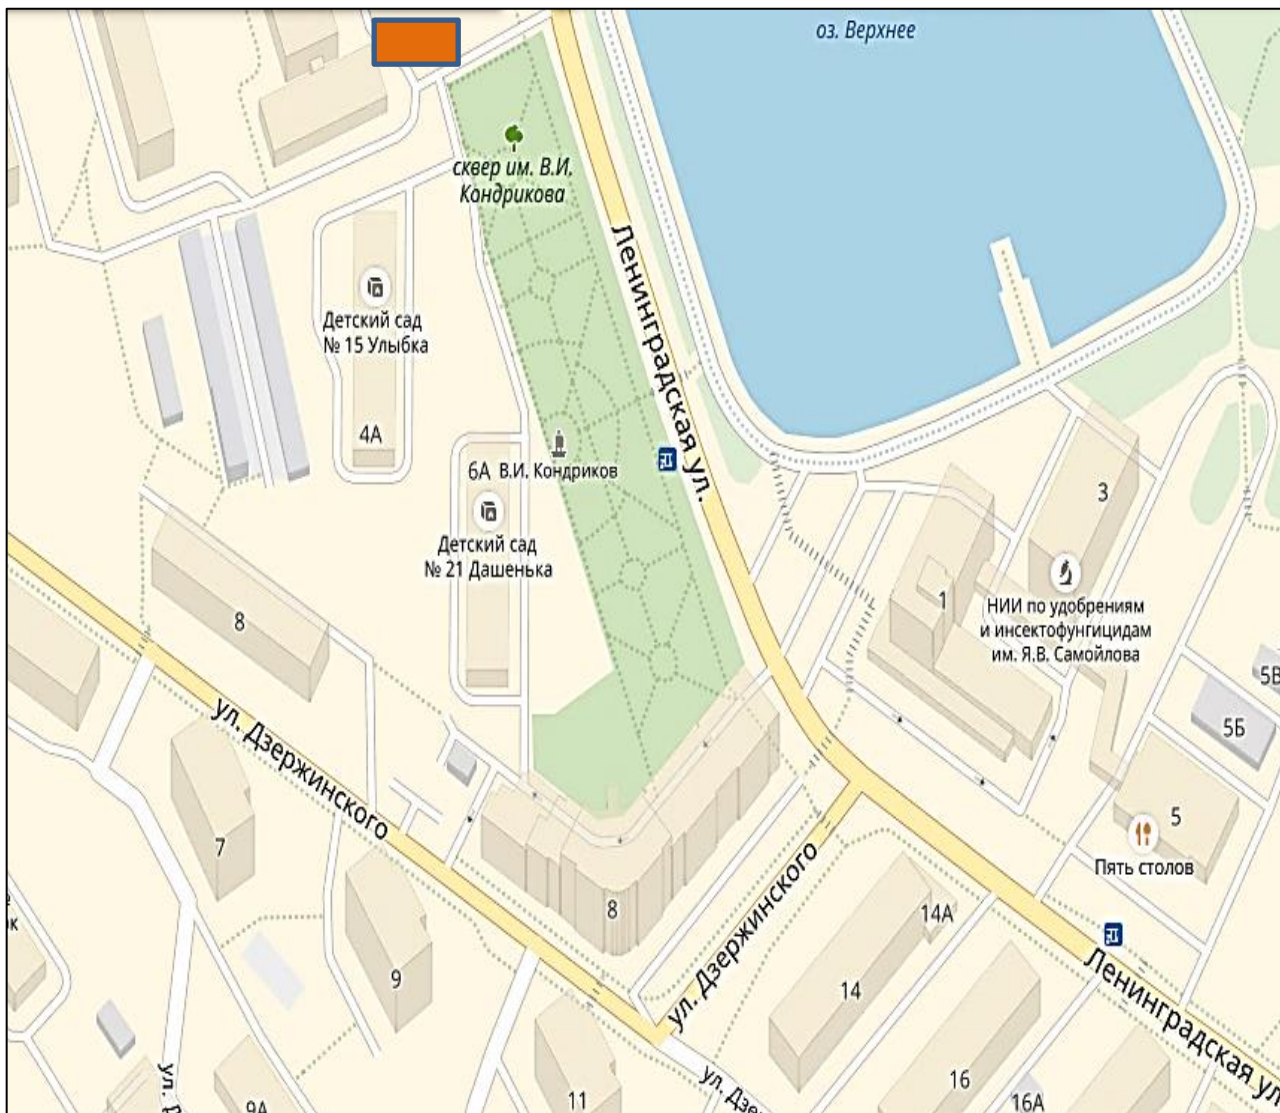 оз. Верхнее
сквер им. В.И.
Кондрикова
Ленинградская ул.
Детский сад
№ 15 Улыбка
4А
6А
В.И. Кондриков
Детский сад
№ 21 Дашенька
3
1
НИИ по удобрениям
и инсектофунгицидам
им. Я.В. Самойлова
8
5В
5Б
ул. Дзержинского
7
5
Пять столов
ул. Дзержинского
8
14А
9
14
Ленинградская ул.
16
16А
11
9А
ул. Дзе